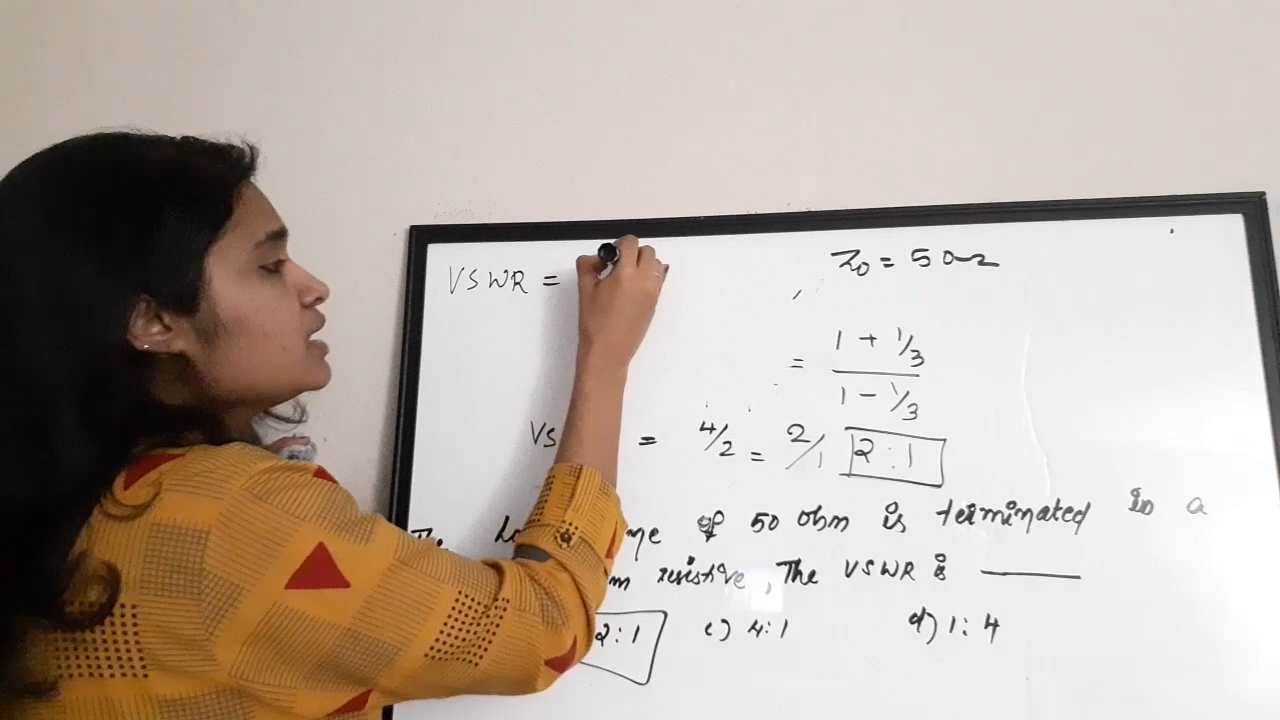 VSWR = Z₀ = 50Ω
= 1 + 1/3
1 - 1/3
VS = 4/2 = 2/1 2 : 1
of 50 ohm is terminated in a
resistive, The VSWR is ______
2 : 1 c) 4:1 d) 1: 4